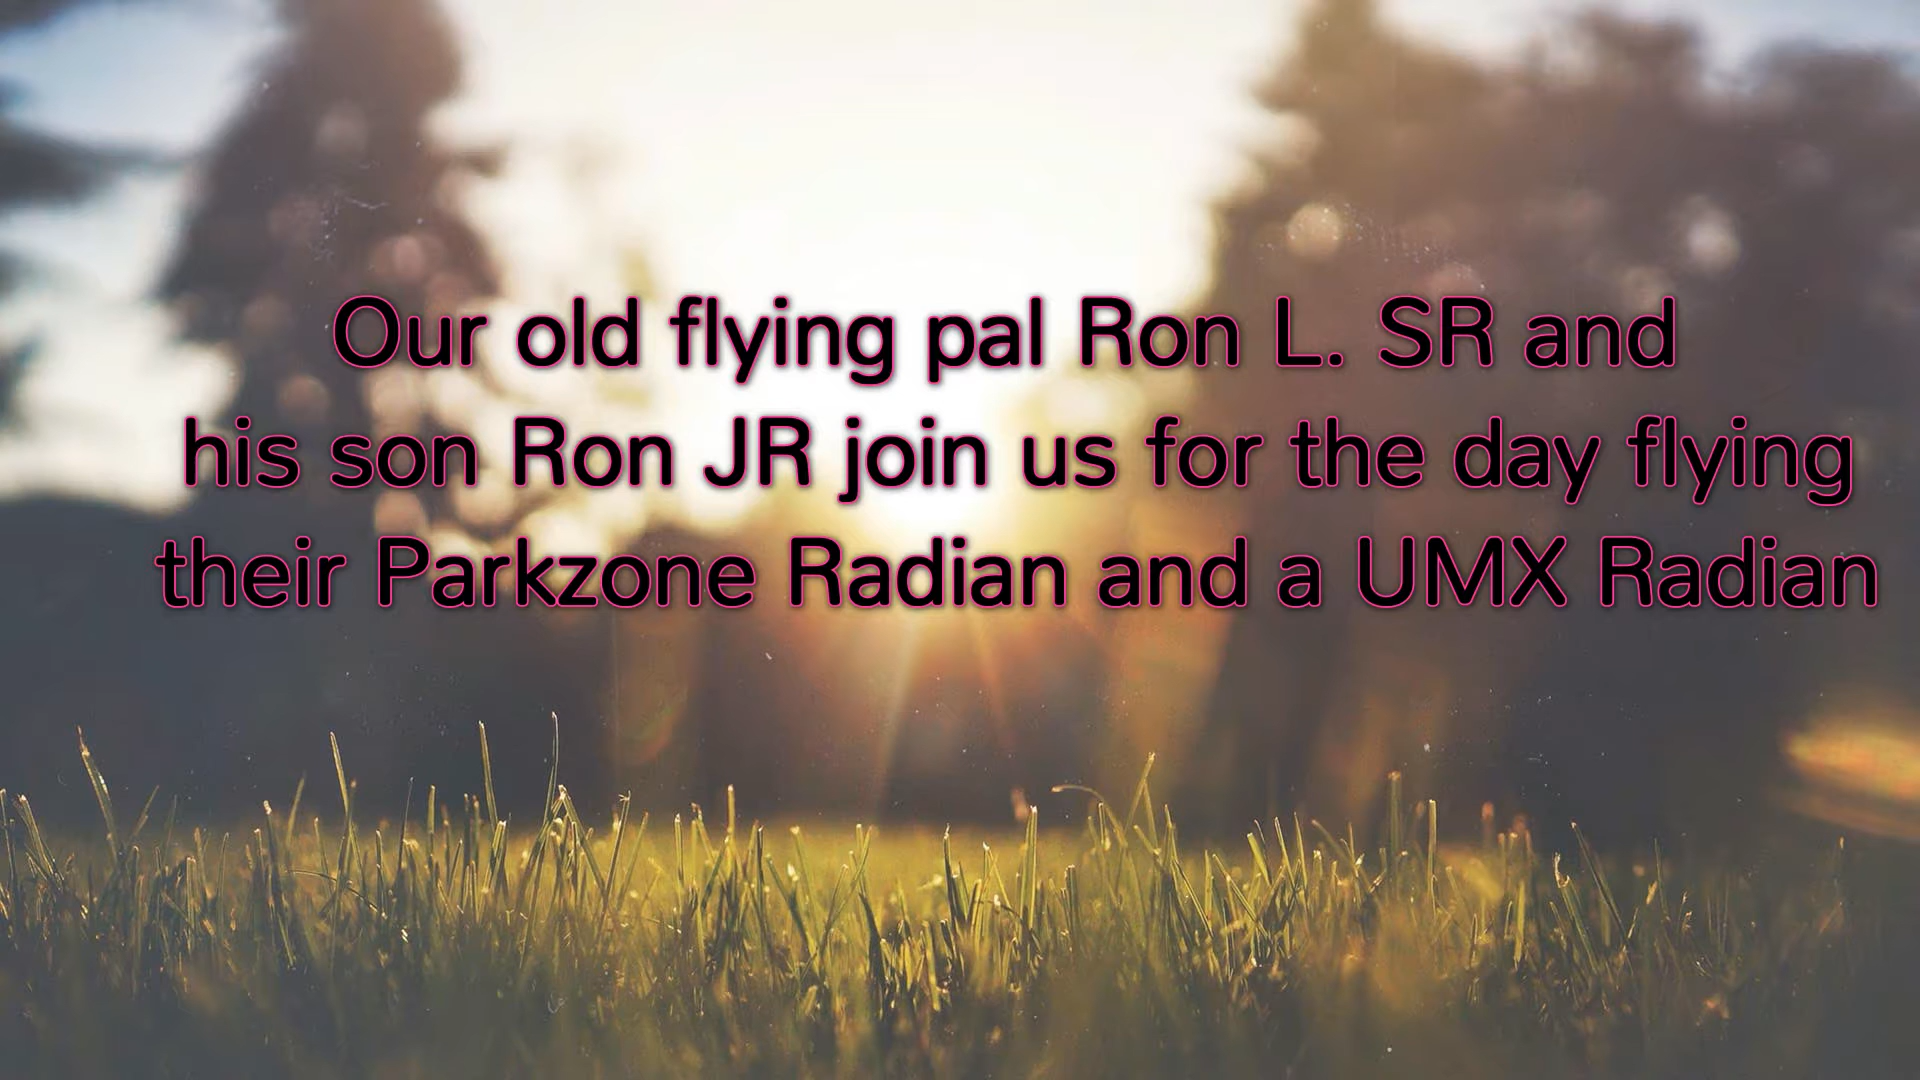 Our old flying pal Ron L. SR and
his son Ron JR join us for the day flying
their Parkzone Radian and a UMX Radian